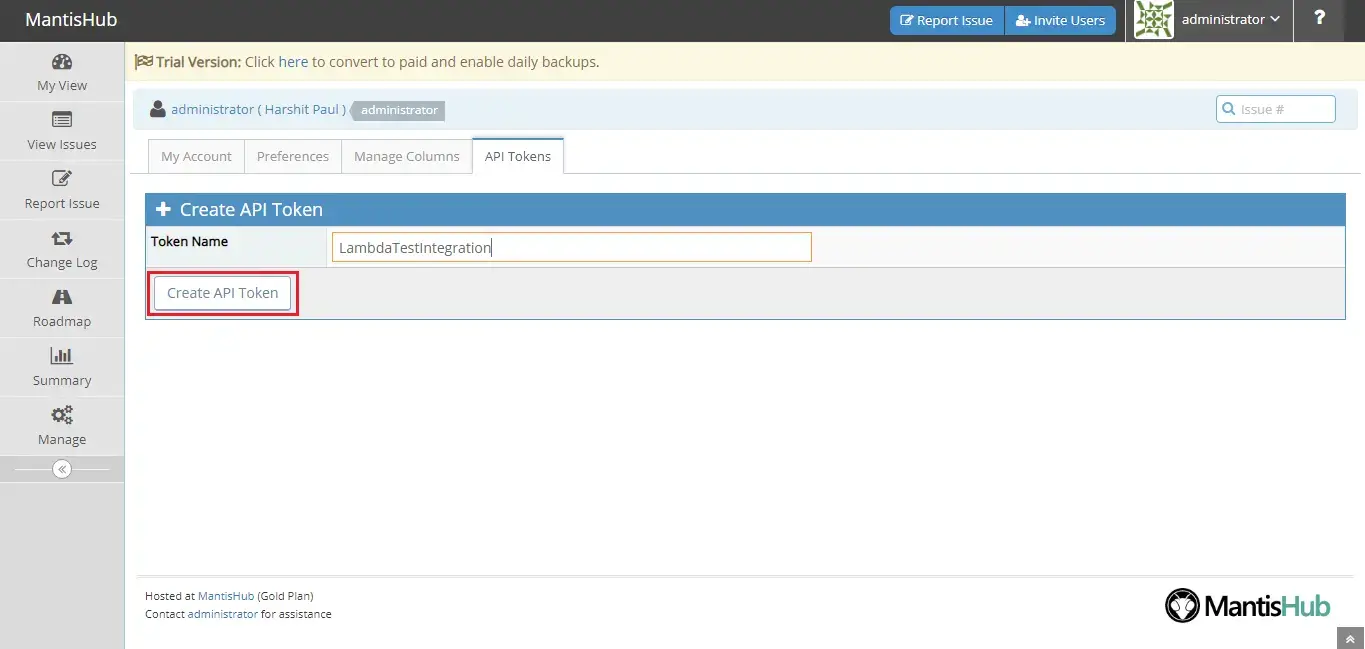 MantisHub
Report Issue
Invite Users
administrator
?
My View
View Issues
Report Issue
Change Log
Roadmap
Summary
Manage
Trial Version: Click here to convert to paid and enable daily backups.
administrator ( Harshit Paul ) administrator
Issue #
My Account
Preferences
Manage Columns
API Tokens
Create API Token
Token Name
LambdaTestIntegration
Create API Token
Hosted at MantisHub (Gold Plan)
Contact administrator for assistance
MantisHub